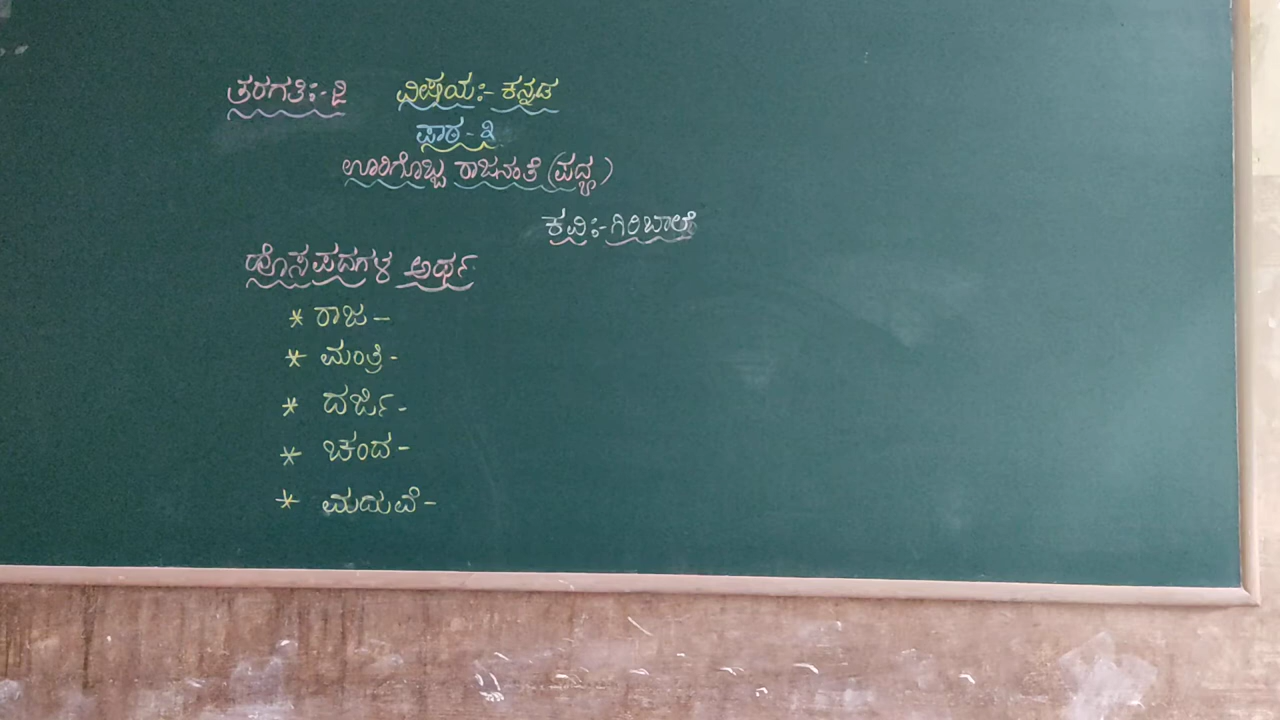 ತರಗತಿ:-೨ ವಿಷಯ:- ಕನ್ನಡ
ಪಾಠ-೩
ಊರಿಗೊಬ್ಬ ರಾಜನಂತೆ (ಪದ್ಯ)
ಕವಿ:-ಗಿರಿಬಾಲೆ
ಹೊಸಪದಗಳ ಅರ್ಥ
* ರಾಜ -
* ಮಂತ್ರಿ -
* ದರ್ಜಿ -
* ಚಂದ -
* ಮದುವೆ -